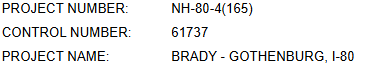 PROJECT NUMBER: NH-80-4(165)
CONTROL NUMBER: 61737
PROJECT NAME: BRADY - GOTHENBURG, I-80